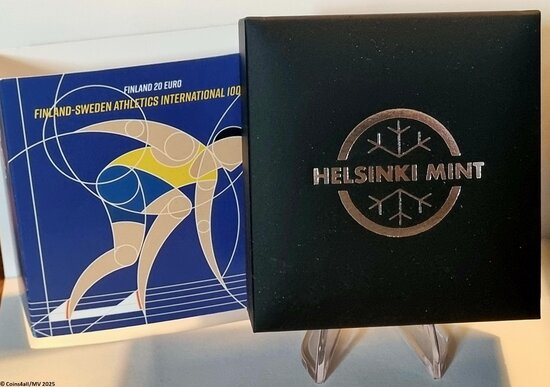 FINLAND 20 EURO
FINLAND-SWEDEN ATHLETICS INTERNATIONAL 100
HELSINKI MINT
© Coins4all/MV 2025